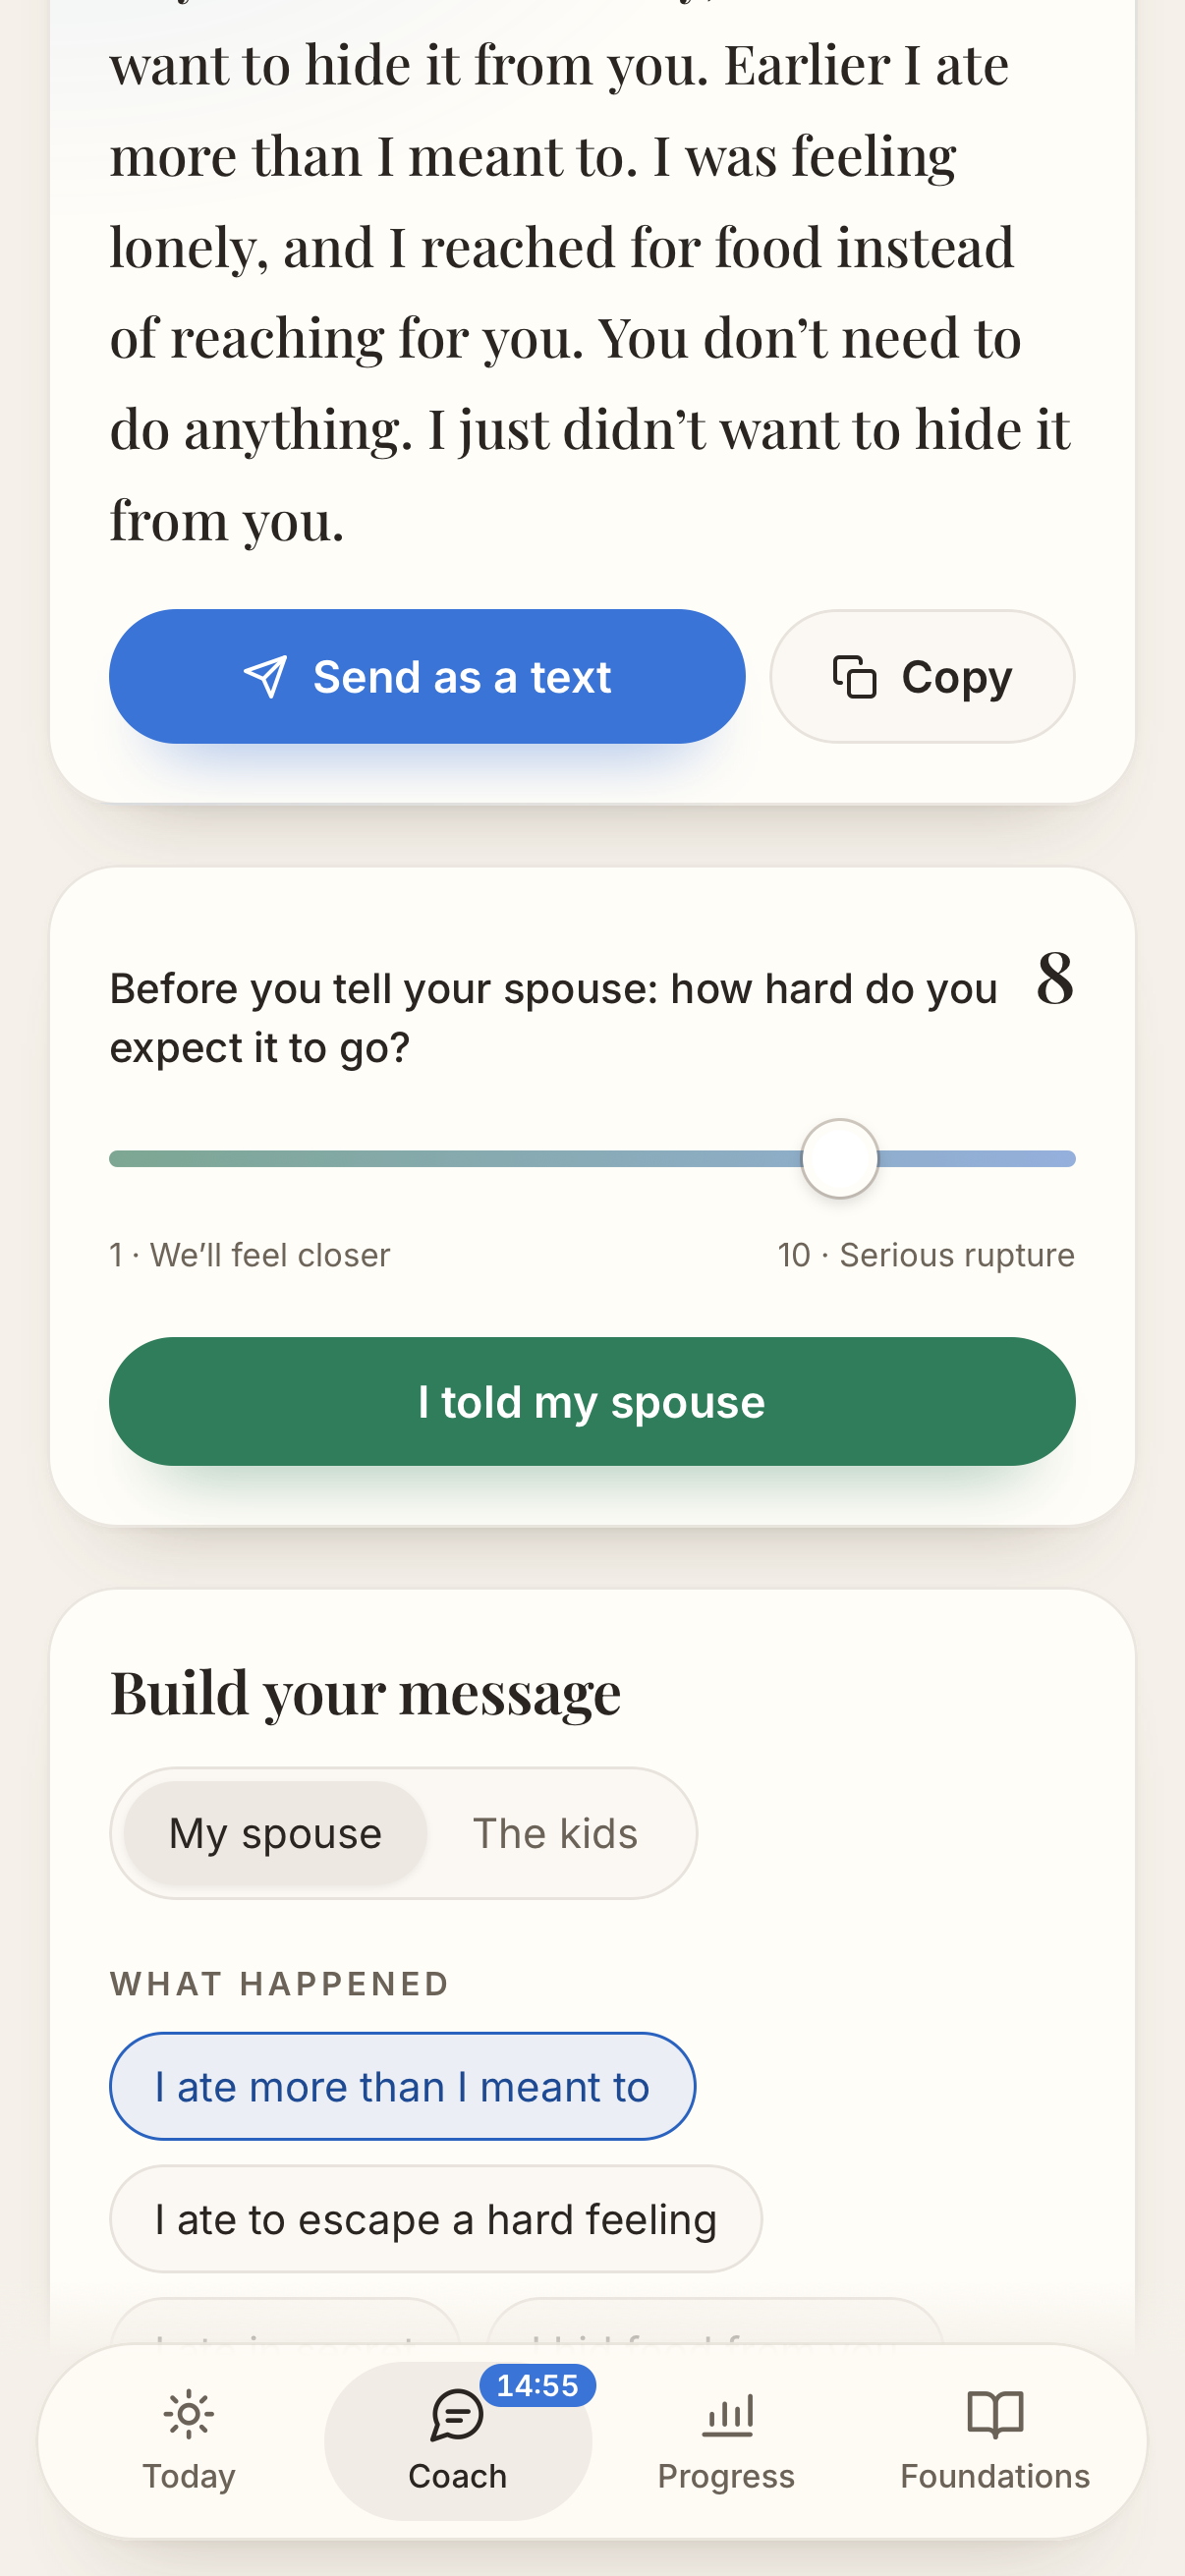 want to hide it from you. Earlier I ate
more than I meant to. I was feeling
lonely, and I reached for food instead
of reaching for you. You don’t need to
do anything. I just didn’t want to hide it
from you.
Send as a text
Copy
Before you tell your spouse: how hard do you
expect it to go?
8
1 · We’ll feel closer
10 · Serious rupture
I told my spouse
Build your message
My spouse
The kids
WHAT HAPPENED
I ate more than I meant to
I ate to escape a hard feeling
14:55
Today
Coach
Progress
Foundations